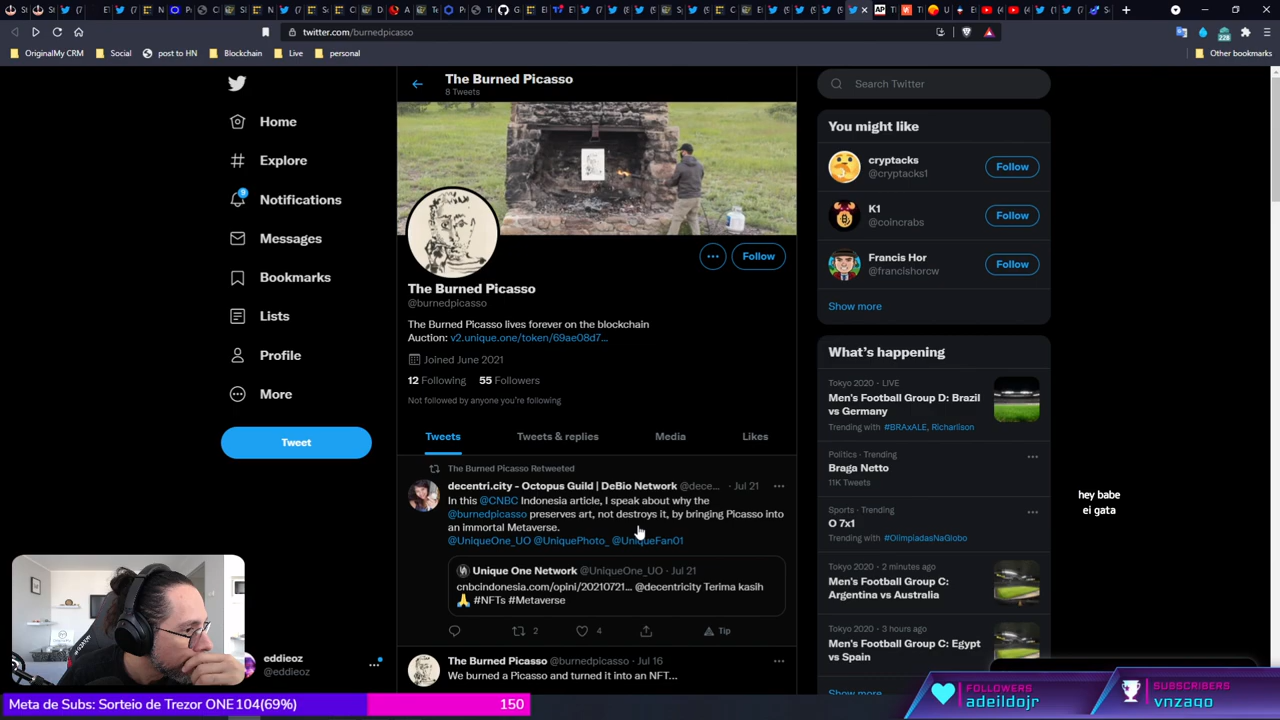 twitter.com/burnedpicasso
228
OriginalMy CRM
Social
post to HN
Blockchain
Live
personal
Other bookmarks
Home
Explore
9
Notifications
Messages
Bookmarks
Lists
Profile
More
Tweet
The Burned Picasso
8 Tweets
Follow
The Burned Picasso
@burnedpicasso
The Burned Picasso lives forever on the blockchain
Auction: v2.unique.one/token/69ae08d7...
Joined June 2021
12 Following 55 Followers
Not followed by anyone you're following
Tweets
Tweets & replies
Media
Likes
The Burned Picasso Retweeted
decentri.city - Octopus Guild | DeBio Network @dece... · Jul 21
In this @CNBC Indonesia article, I speak about why the
@burnedpicasso preserves art, not destroys it, by bringing Picasso into
an immortal Metaverse.
@UniqueOne_UO @UniquePhoto_ @UniqueFan01
Unique One Network @UniqueOne_UO · Jul 21
cnbcindonesia.com/opini/20210721... @decentricity Terima kasih
🙏 #NFTs #Metaverse
2
4
Tip
The Burned Picasso @burnedpicasso · Jul 16
We burned a Picasso and turned it into an NFT...
Search Twitter
You might like
cryptacks
@cryptacks1
Follow
K1
@coincrabs
Follow
Francis Hor
@francishorcw
Follow
Show more
What's happening
Tokyo 2020 · LIVE
Men's Football Group D: Brazil
vs Germany
Trending with #BRAxALE, Richarlison
Politics · Trending
Braga Netto
11K Tweets
Sports · Trending
O 7x1
Trending with #OlimpiadasNaGlobo
Tokyo 2020 · 2 minutes ago
Men's Football Group C:
Argentina vs Australia
Tokyo 2020 · 3 hours ago
Men's Football Group C: Egypt
vs Spain
Show more
hey babe
ei gata
eddieoz
@eddieoz
Meta de Subs: Sorteio de Trezor ONE 104(69%)
150
FOLLOWERS
adeildojr
SUBSCRIBERS
vnzago